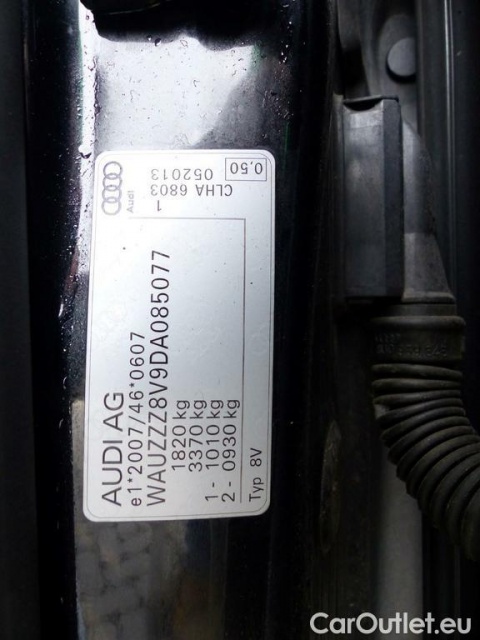 AUDI AG
e1*2007/46*0607
WAUZZZ8V9DA085077
1820 kg
3370 kg
1 - 1010 kg
2 - 0930 kg
Typ 8V
Audi
1
CLHA 6803
052013
0,50
CarOutlet.eu